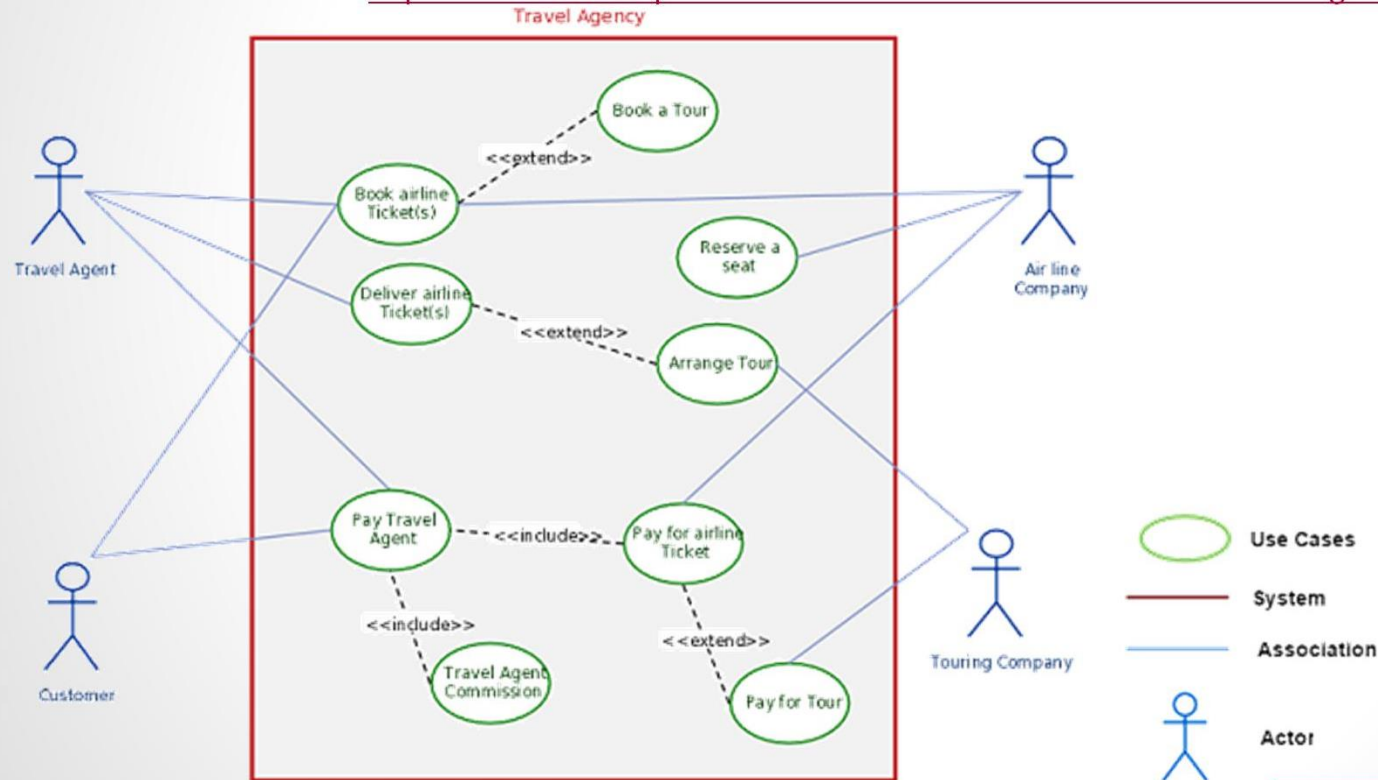 Travel Agency
Book a Tour
<<extend>>
Book airline
Ticket(s)
Travel Agent
Reserve a
seat
Air line
Company
Deliver airline
Ticket(s)
<<extend>>
Arrange Tour
Pay Travel
Agent
<<include>>
Pay for airline
Ticket
<<include>>
<<extend>>
Travel Agent
Commission
Pay for Tour
Customer
Touring Company
Use Cases
System
Association
Actor